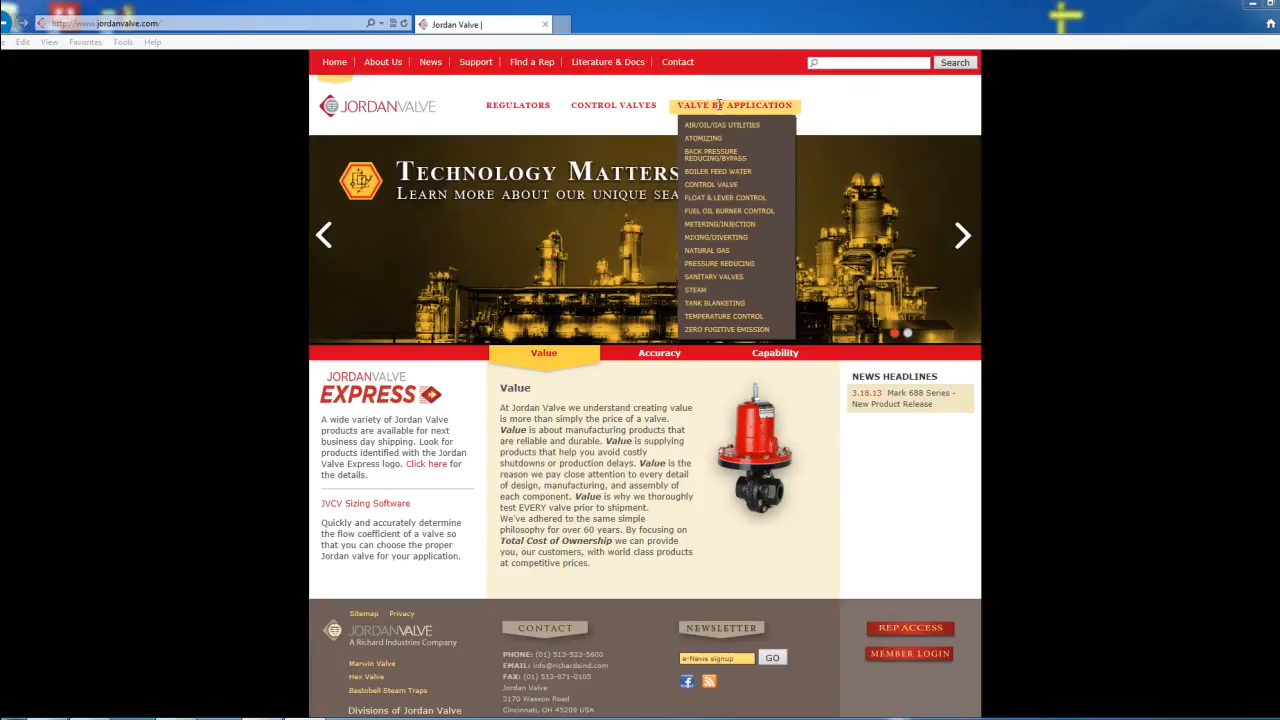 http://www.jordanvalve.com/
Jordan Valve |
Edit View Favorites Tools Help
Home About Us News Support Find a Rep Literature & Docs Contact
Search
JORDANVALVE
REGULATORS CONTROL VALVES VALVE BY APPLICATION
AIR/OIL/GAS UTILITIES
ATOMIZING
BACK PRESSURE
REDUCING/BYPASS
BOILER FEED WATER
CONTROL VALVE
FLOAT & LEVER CONTROL
FUEL OIL BURNER CONTROL
METERING/INJECTION
MIXING/DIVERTING
NATURAL GAS
PRESSURE REDUCING
SANITARY VALVES
STEAM
TANK BLANKETING
TEMPERATURE CONTROL
ZERO FUGITIVE EMISSION
TECHNOLOGY MATTERS
LEARN MORE ABOUT OUR UNIQUE SEA
Value Accuracy Capability
JORDANVALVE
EXPRESS
A wide variety of Jordan Valve
products are available for next
business day shipping. Look for
products identified with the Jordan
Valve Express logo. Click here for
the details.
JVCV Sizing Software
Quickly and accurately determine
the flow coefficient of a valve so
that you can choose the proper
Jordan valve for your application.
Value
At Jordan Valve we understand creating value
is more than simply the price of a valve.
Value is about manufacturing products that
are reliable and durable. Value is supplying
products that help you avoid costly
shutdowns or production delays. Value is the
reason we pay close attention to every detail
of design, manufacturing, and assembly of
each component. Value is why we thoroughly
test EVERY valve prior to shipment.
We've adhered to the same simple
philosophy for over 60 years. By focusing on
Total Cost of Ownership we can provide
you, our customers, with world class products
at competitive prices.
NEWS HEADLINES
3.18.13 Mark 688 Series -
New Product Release
Sitemap Privacy
JORDANVALVE
A Richard Industries Company
Marwin Valve
Hex Valve
Bestobell Steam Traps
Divisions of Jordan Valve
CONTACT
PHONE: (01) 513-533-5600
EMAIL: info@richardsind.com
FAX: (01) 513-871-0105
Jordan Valve
3170 Wasson Road
Cincinnati, OH 45209 USA
NEWSLETTER
e-News signup GO
REP ACCESS
MEMBER LOGIN